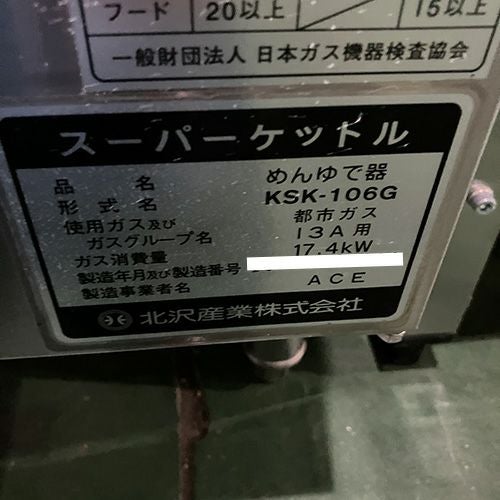 フード 20以上 15以上
一般財団法人 日本ガス機器検査協会
スーパーケットル
品名 めんゆで器
形式名 KSK-106G
使用ガス及び 都市ガス
ガスグループ名 13A用
ガス消費量 17.4kW
製造年月及び製造番号
製造事業者名 ACE
北沢産業株式会社